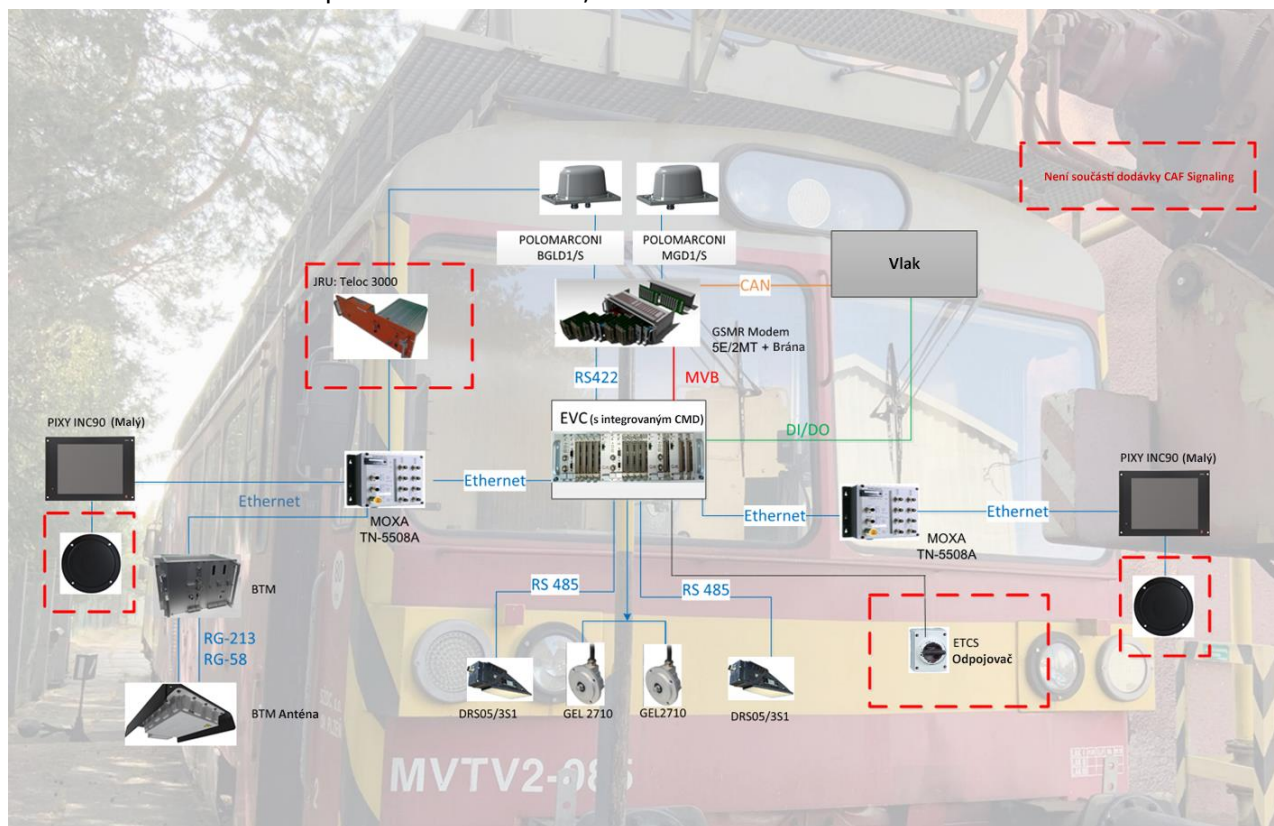 Není součástí dodávky CAF Signaling
POLOMARCONI
BGLD1/S
POLOMARCONI
MGD1/S
Vlak
JRU: Teloc 3000
CAN
GSMR Modem
5E/2MT + Brána
RS422
MVB
EVC (s integrovaným CMD)
PIXY INC90 (Malý)
DI/DO
PIXY INC90 (Malý)
Ethernet
Ethernet
Ethernet
Ethernet
MOXA
TN-5508A
MOXA
TN-5508A
BTM
RS 485
RS 485
RG-213
RG-58
ETCS
Odpojovač
BTM Anténa
DRS05/3S1
GEL 2710
GEL2710
DRS05/3S1
MVTV2-085